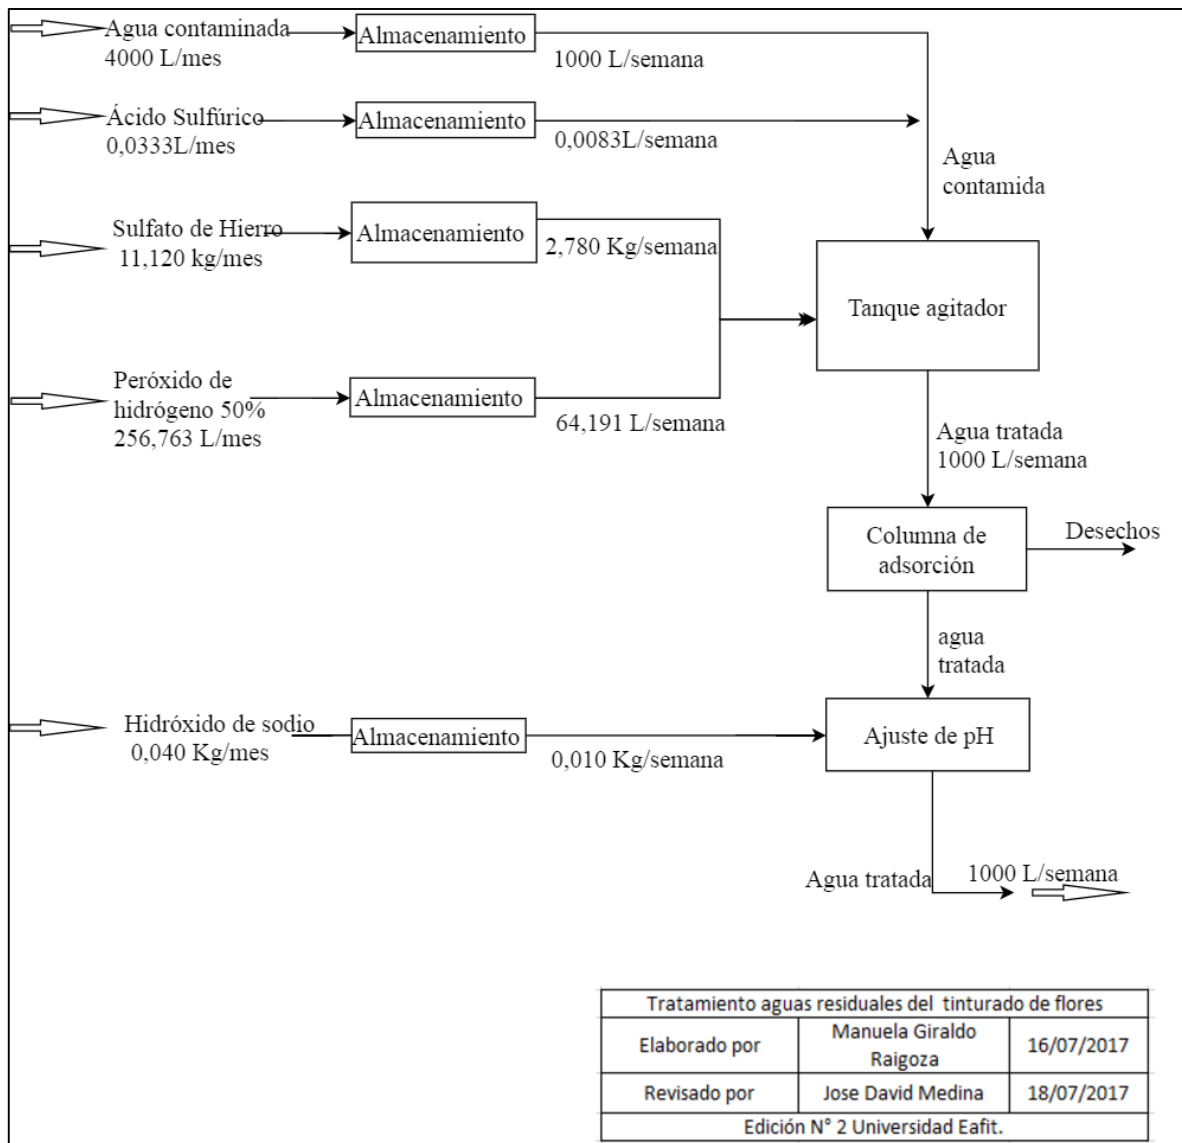 Agua contaminada
4000 L/mes
Almacenamiento
1000 L/semana
Ácido Sulfúrico
0,0333L/mes
Almacenamiento
0,0083L/semana
Agua
contamida
Sulfato de Hierro
11,120 kg/mes
Almacenamiento
2,780 Kg/semana
Tanque agitador
Peróxido de
hidrógeno 50%
256,763 L/mes
Almacenamiento
64,191 L/semana
Agua tratada
1000 L/semana
Columna de
adsorción
Desechos
agua
tratada
Hidróxido de sodio
0,040 Kg/mes
Almacenamiento
0,010 Kg/semana
Ajuste de pH
Agua tratada
1000 L/semana
Tratamiento aguas residuales del tinturado de flores
Elaborado por
Manuela Giraldo
Raigoza
16/07/2017
Revisado por
Jose David Medina
18/07/2017
Edición N° 2 Universidad Eafit.